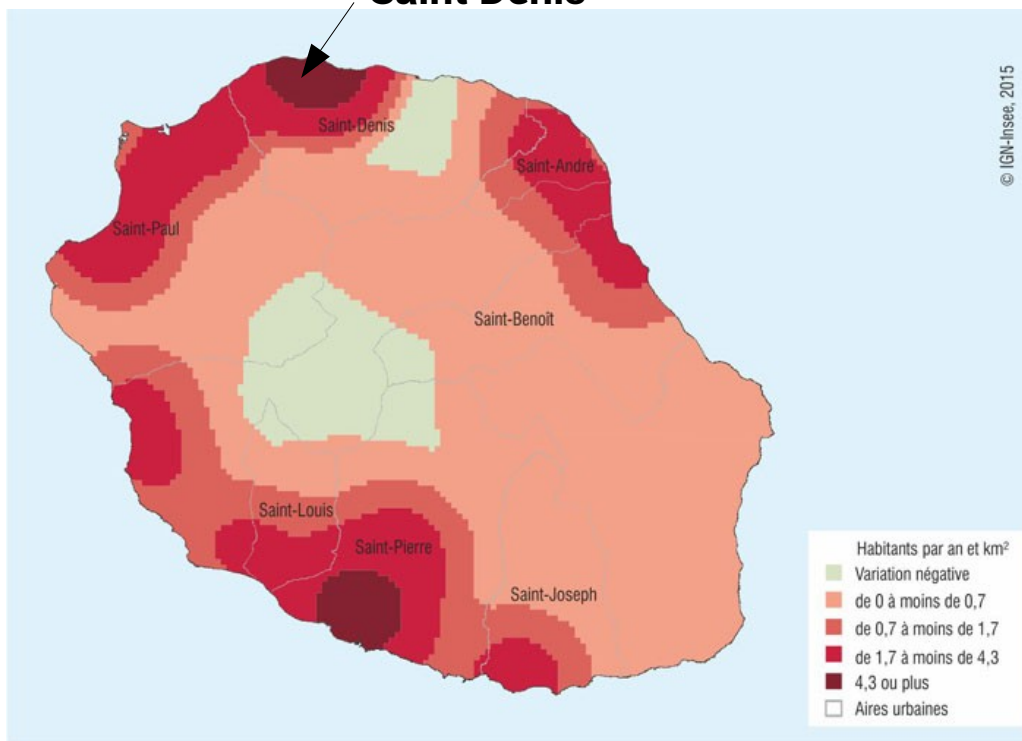 Saint-Denis
© IGN-Insee, 2015
Saint-Denis
Saint-André
Saint-Paul
Saint-Benoît
Saint-Louis
Saint-Pierre
Saint-Joseph
Habitants par an et km²
Variation négative
de 0 à moins de 0,7
de 0,7 à moins de 1,7
de 1,7 à moins de 4,3
4,3 ou plus
Aires urbaines